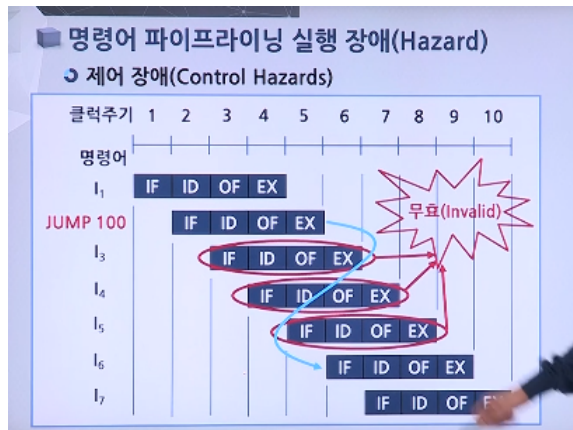 명령어 파이프라이닝 실행 장애(Hazard)
제어 장애(Control Hazards)
클럭주기 1 2 3 4 5 6 7 8 9 10
명령어
I₁ IF ID OF EX
JUMP 100 IF ID OF EX
무효(Invalid)
I₃ IF ID OF EX
I₄ IF ID OF EX
I₅ IF ID OF EX
I₆ IF ID OF EX
I₇ IF ID OF